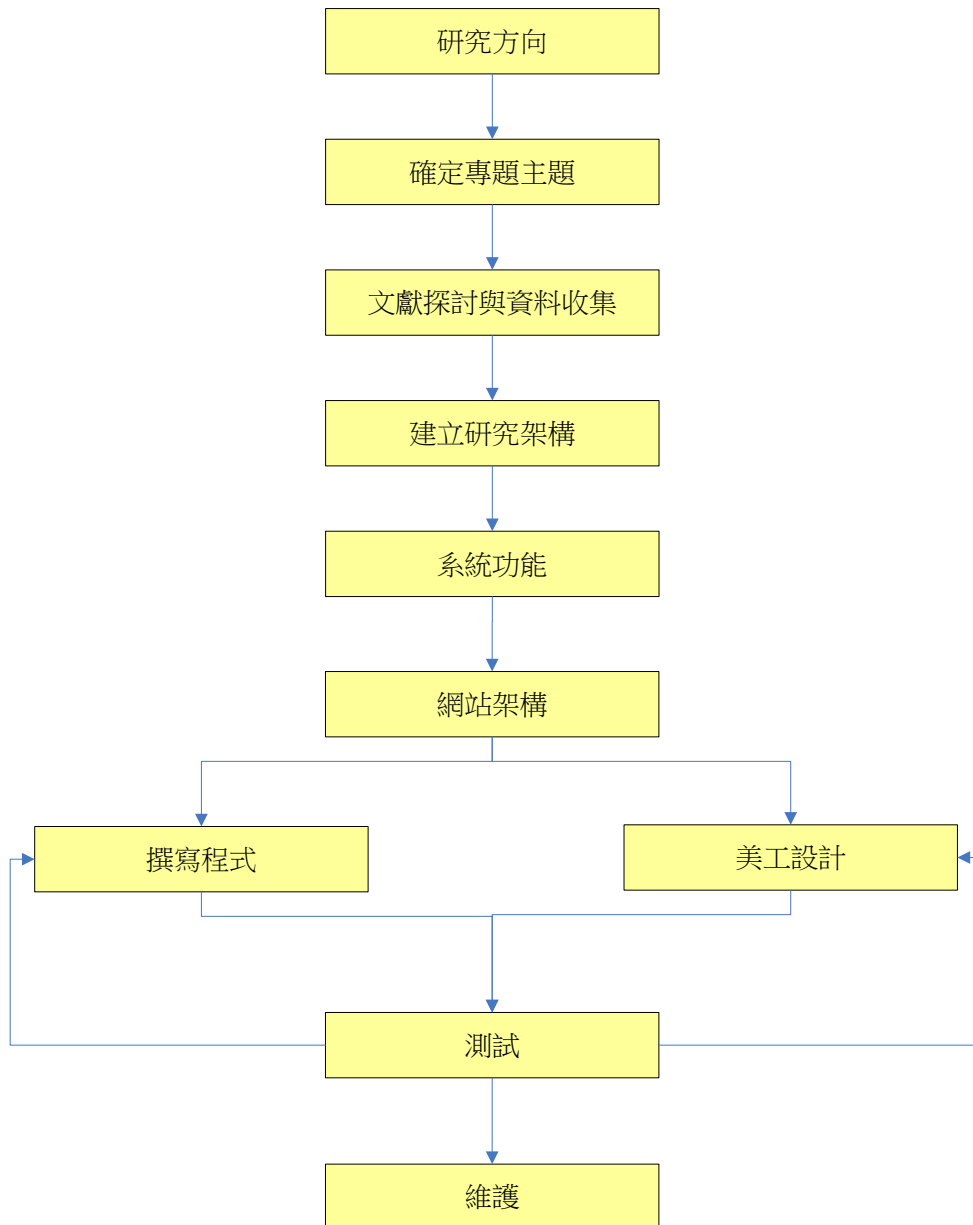 研究方向
確定專題主題
文獻探討與資料收集
建立研究架構
系統功能
網站架構
撰寫程式
美工設計
測試
維護